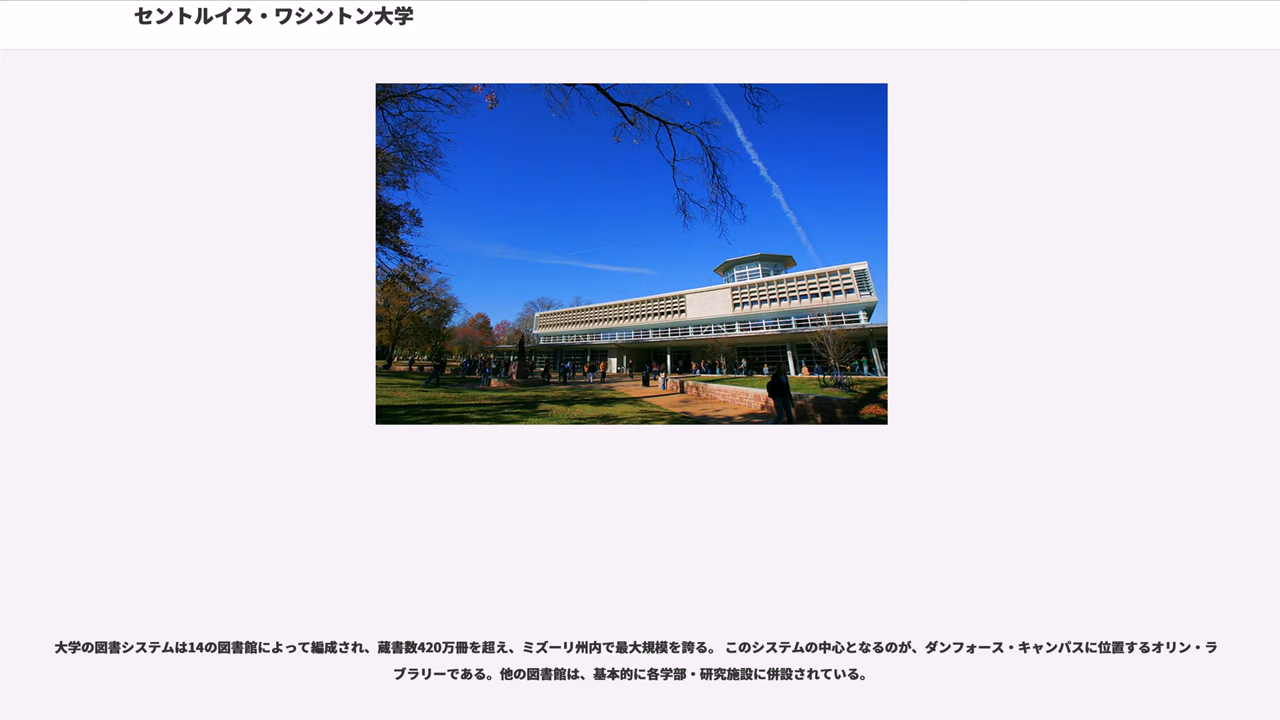 セントルイス・ワシントン大学
大学の図書システムは14の図書館によって編成され、蔵書数420万冊を超え、ミズーリ州内で最大規模を誇る。 このシステムの中心となるのが、ダンフォース・キャンパスに位置するオリン・ラ
ブラリーである。他の図書館は、基本的に各学部・研究施設に併設されている。